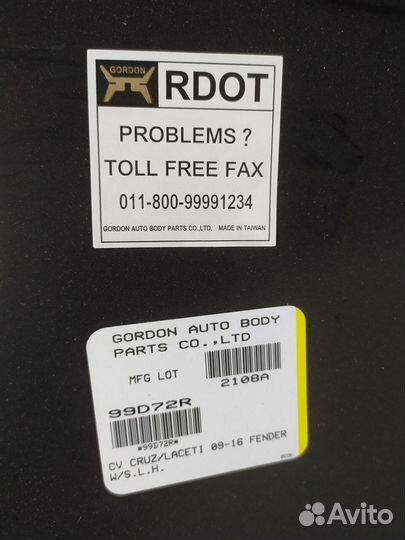 GORDON RDOT
PROBLEMS ?
TOLL FREE FAX
011-800-99991234
GORDON AUTO BODY PARTS CO.,LTD. MADE IN TAIWAN
GORDON AUTO BODY
PARTS CO.,LTD
MFG LOT
2108A
99D72R
*99D72R*
CV CRUZ/LACETI 09-16 FENDER
W/S.L.H.
Avito